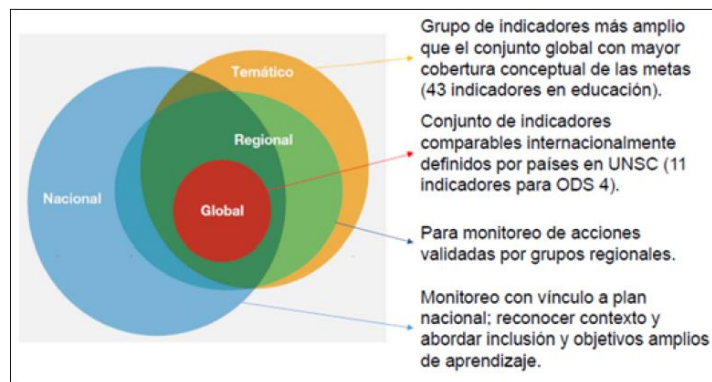 Temático
Regional
Nacional
Global
Grupo de indicadores más amplio
que el conjunto global con mayor
cobertura conceptual de las metas
(43 indicadores en educación).
Conjunto de indicadores
comparables internacionalmente
definidos por países en UNSC (11
indicadores para ODS 4).
Para monitoreo de acciones
validadas por grupos regionales.
Monitoreo con vínculo a plan
nacional; reconocer contexto y
abordar inclusión y objetivos amplios
de aprendizaje.